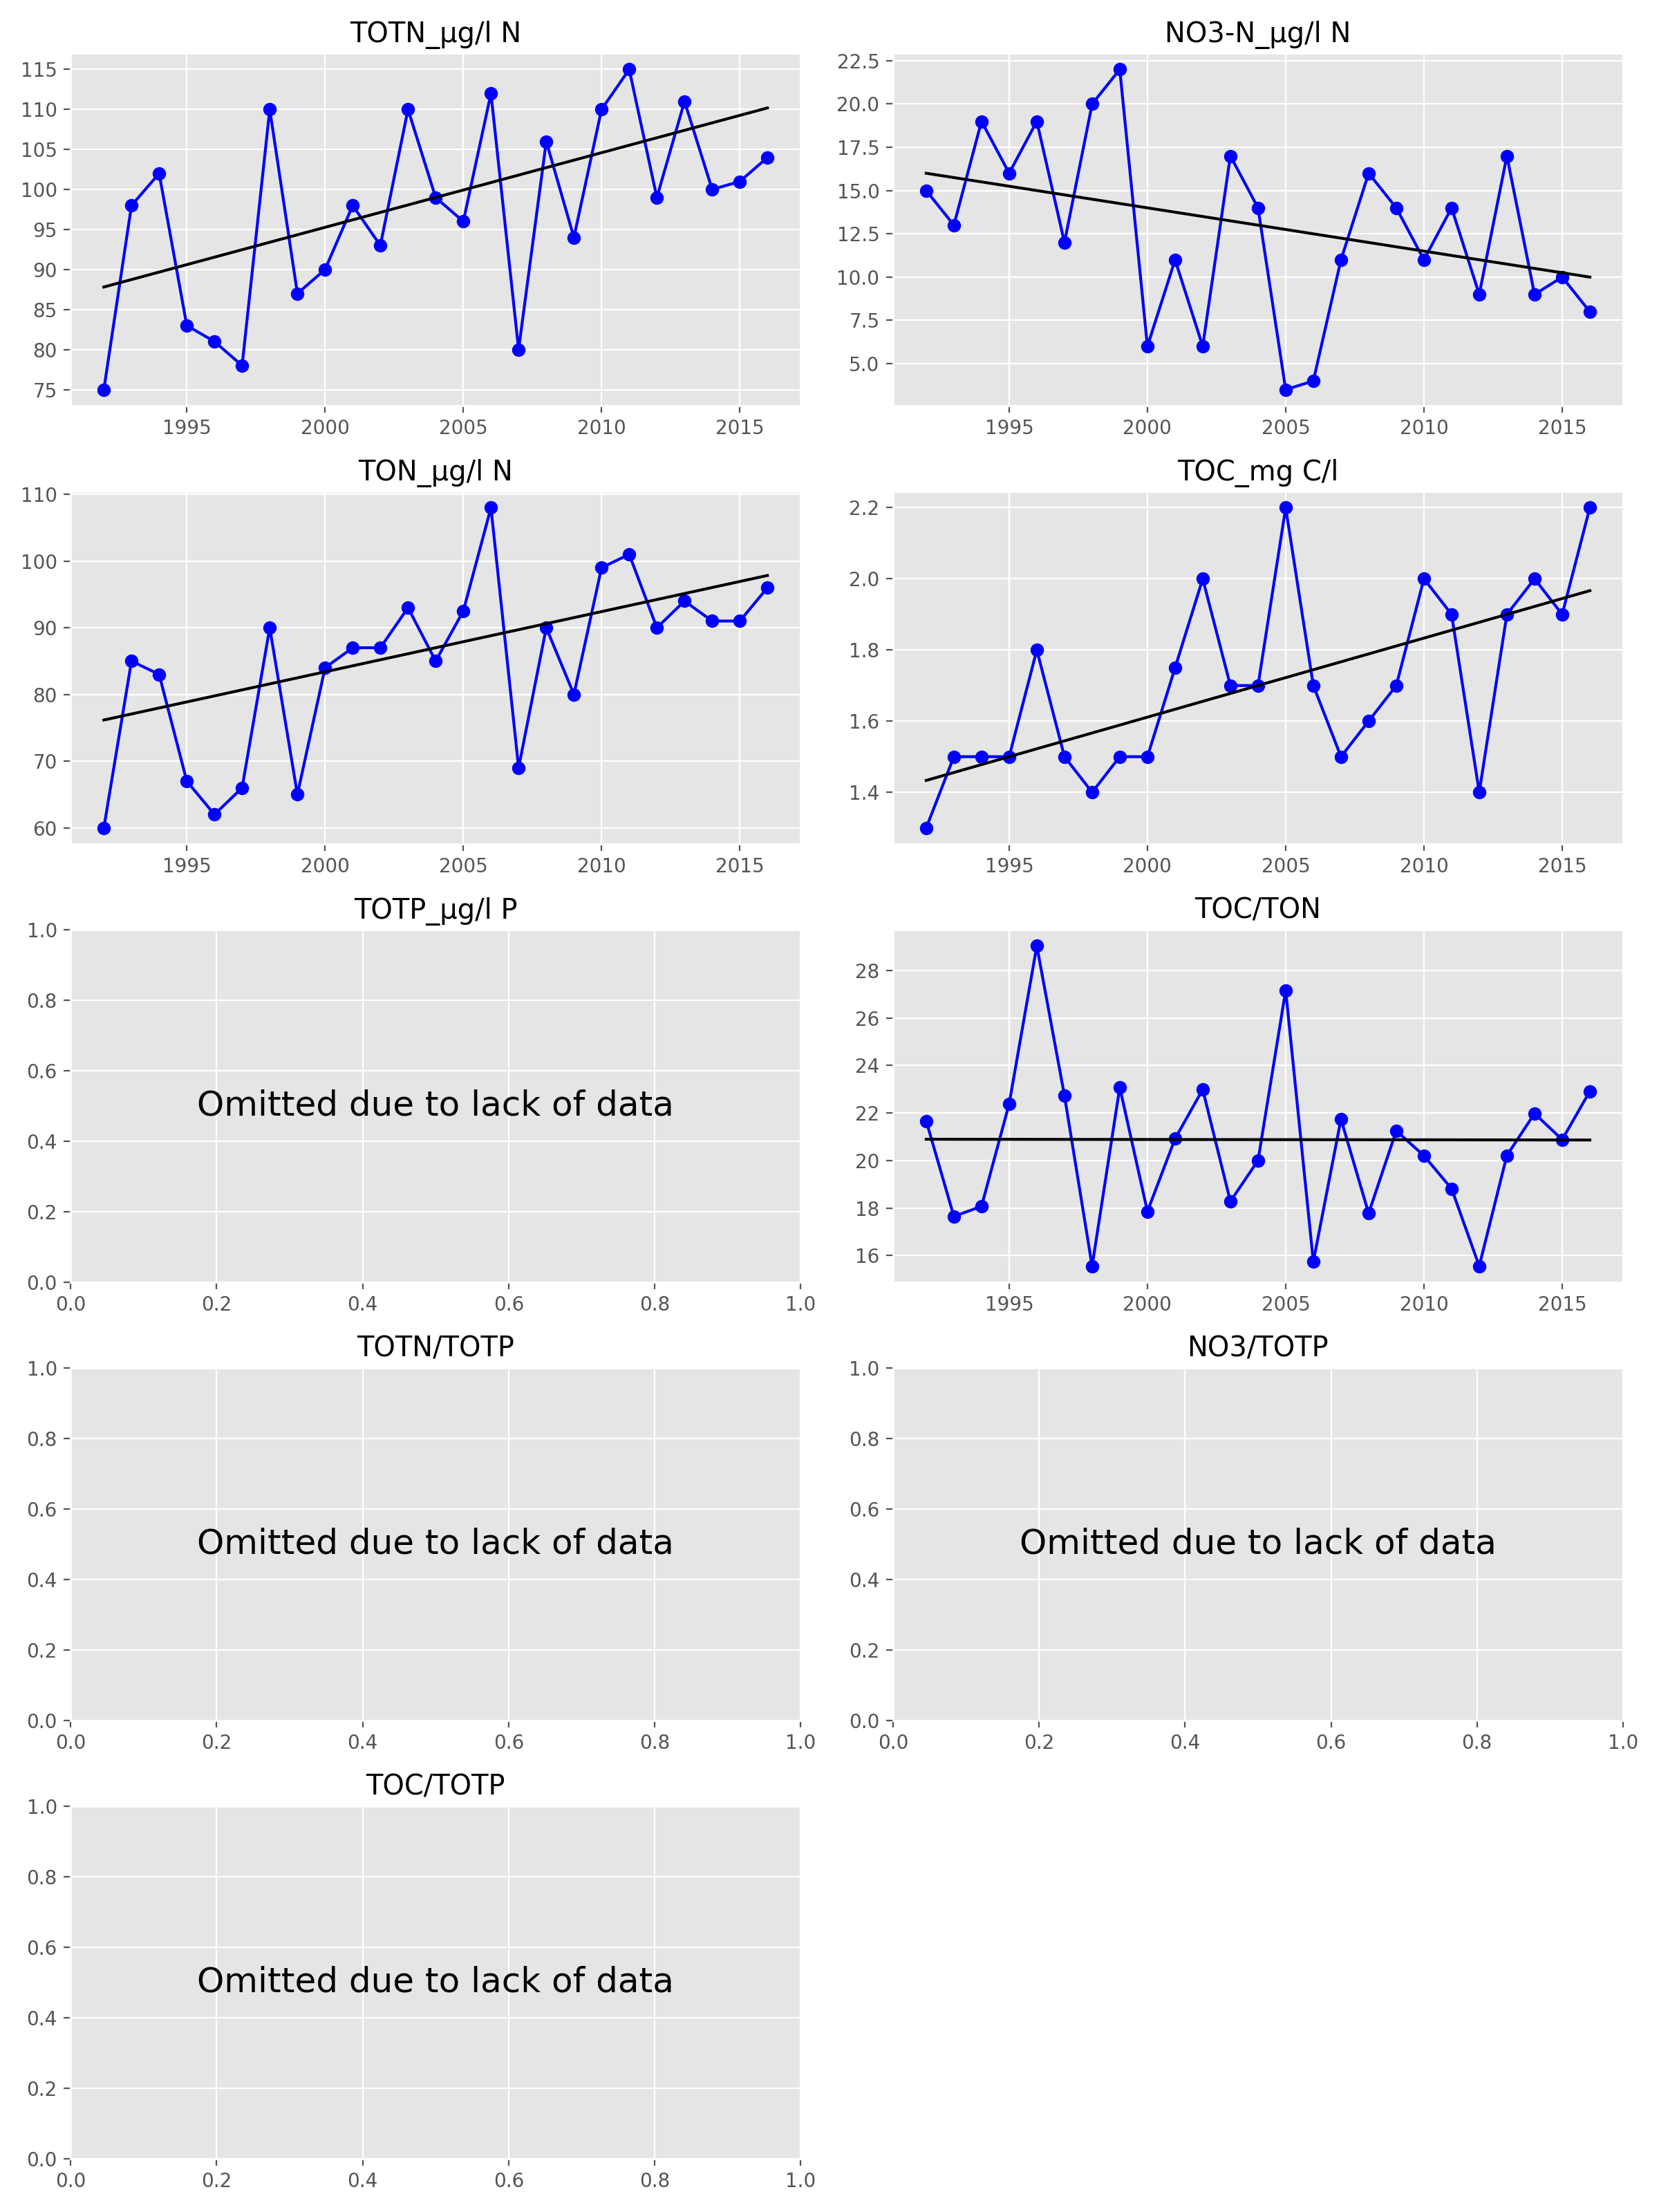 TOTN_µg/l N
115
110
105
100
95
90
85
80
75
1995 2000 2005 2010 2015
NO3-N_µg/l N
22.5
20.0
17.5
15.0
12.5
10.0
7.5
5.0
1995 2000 2005 2010 2015
TON_µg/l N
110
100
90
80
70
60
1995 2000 2005 2010 2015
TOC_mg C/l
2.2
2.0
1.8
1.6
1.4
1995 2000 2005 2010 2015
TOTP_µg/l P
1.0
0.8
0.6
Omitted due to lack of data
0.4
0.2
0.0
0.0 0.2 0.4 0.6 0.8 1.0
TOC/TON
28
26
24
22
20
18
16
1995 2000 2005 2010 2015
TOTN/TOTP
1.0
0.8
0.6
Omitted due to lack of data
0.4
0.2
0.0
0.0 0.2 0.4 0.6 0.8 1.0
NO3/TOTP
1.0
0.8
0.6
Omitted due to lack of data
0.4
0.2
0.0
0.0 0.2 0.4 0.6 0.8 1.0
TOC/TOTP
1.0
0.8
0.6
Omitted due to lack of data
0.4
0.2
0.0
0.0 0.2 0.4 0.6 0.8 1.0